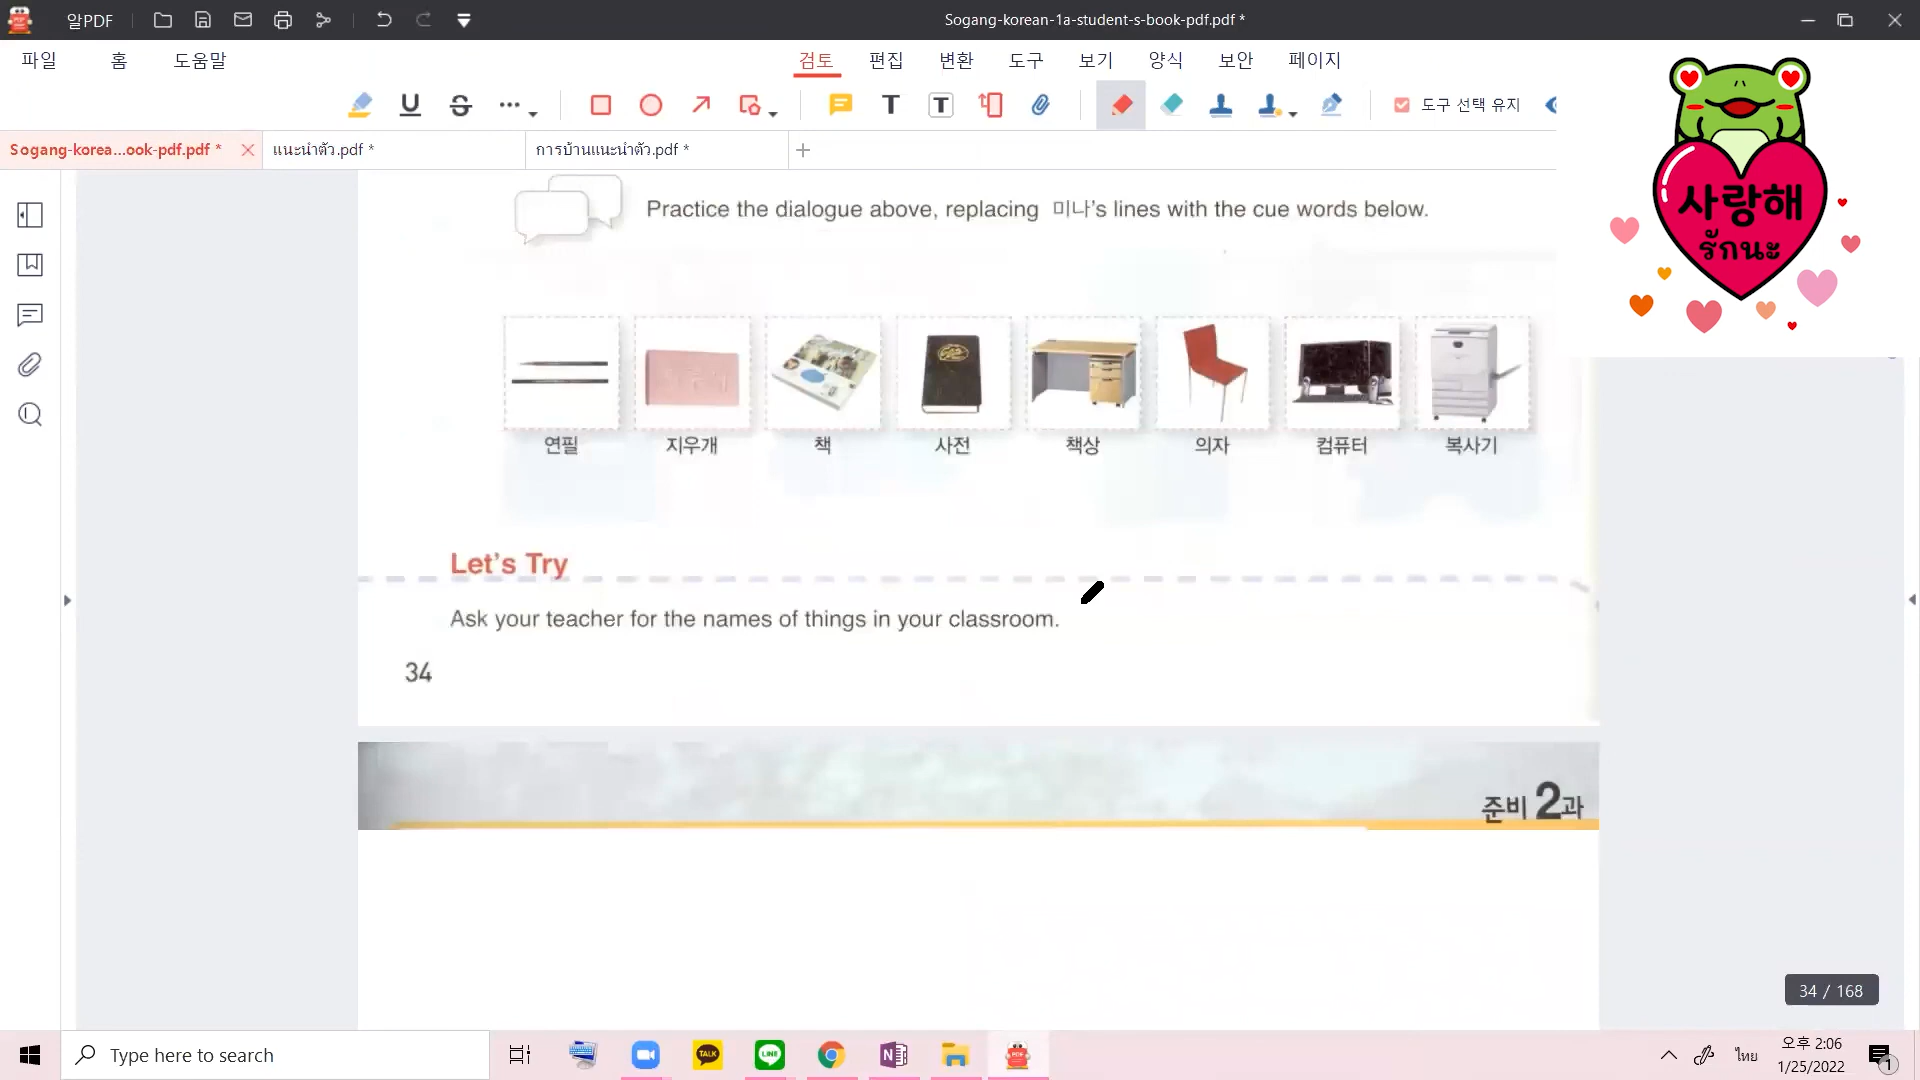 알PDF
Sogang-korean-1a-student-s-book-pdf.pdf *
파일 홈 도움말 검토 편집 변환 도구 보기 양식 보안 페이지
도구 선택 유지
Sogang-korea...ook-pdf.pdf *
แนะนำตัว.pdf *
การบ้านแนะนำตัว.pdf *
사랑해
รักนะ
Practice the dialogue above, replacing 미나's lines with the cue words below.
연필 지우개 책 사전 책상 의자 컴퓨터 복사기
Let's Try
Ask your teacher for the names of things in your classroom.
34
준비 2과
34 / 168
Type here to search
TALK
LINE
N
PDF
ไทย
오후 2:06
1/25/2022
1